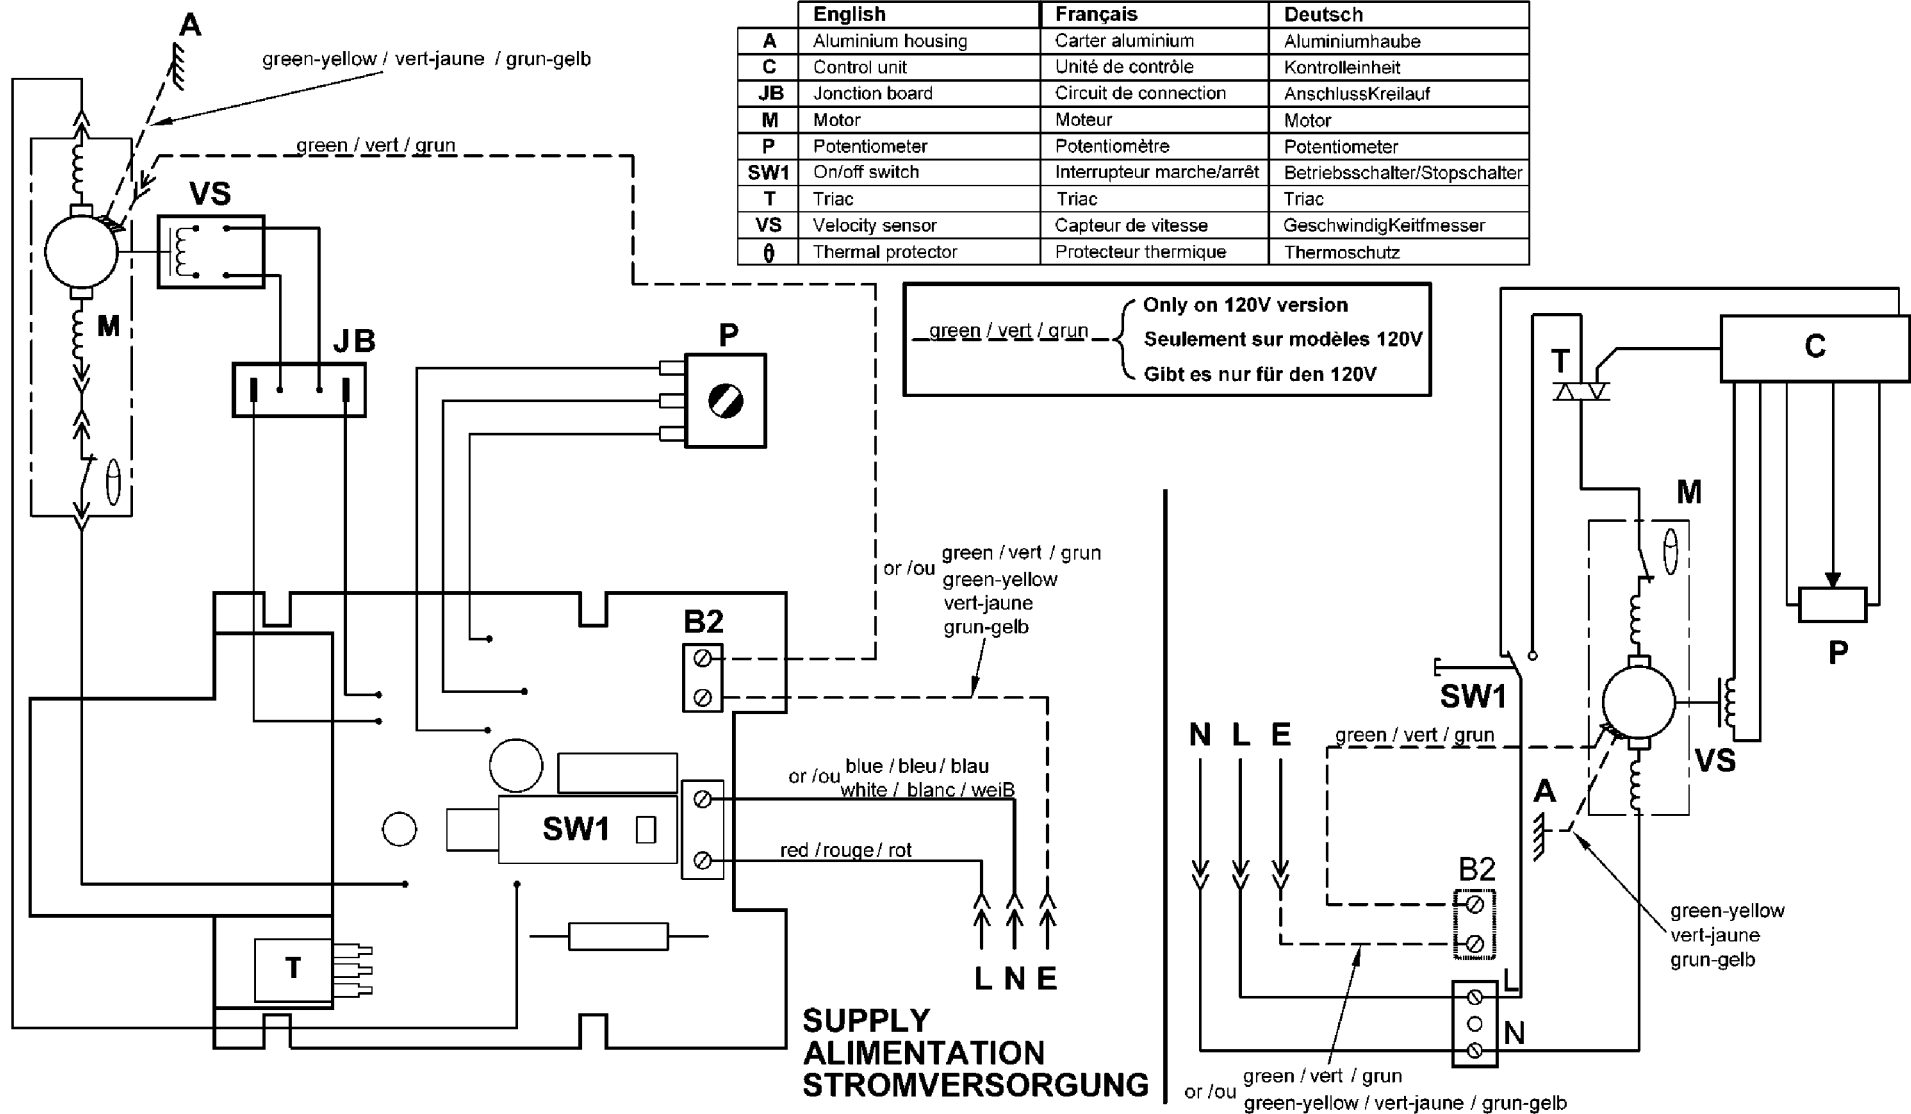 A
green-yellow / vert-jaune / grun-gelb
green / vert / grun
VS
M
JB
P
English Français Deutsch
A Aluminium housing Carter aluminium Aluminiumhaube
C Control unit Unité de contrôle Kontrolleinheit
JB Jonction board Circuit de connection AnschlussKreilauf
M Motor Moteur Motor
P Potentiometer Potentiomètre Potentiometer
SW1 On/off switch Interrupteur marche/arrêt Betriebsschalter/Stopschalter
T Triac Triac Triac
VS Velocity sensor Capteur de vitesse GeschwindigKeitfmesser
θ Thermal protector Protecteur thermique Thermoschutz
green / vert / grun
Only on 120V version
Seulement sur modèles 120V
Gibt es nur für den 120V
or /ou green / vert / grun
green-yellow
vert-jaune
grun-gelb
B2
or /ou blue / bleu / blau
white / blanc / weiB
SW1
red / rouge / rot
T
L N E
SUPPLY
ALIMENTATION
STROMVERSORGUNG
C
T
M
P
SW1
N L E
green / vert / grun
VS
A
B2
green-yellow
vert-jaune
grun-gelb
L
N
or /ou green / vert / grun
green-yellow / vert-jaune / grun-gelb